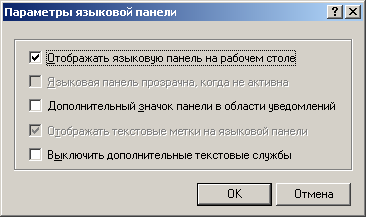 Параметры языковой панели
Отображать языковую панель на рабочем столе
Языковая панель прозрачна, когда не активна
Дополнительный значок панели в области уведомлений
Отображать текстовые метки на языковой панели
Выключить дополнительные текстовые службы
OK
Отмена